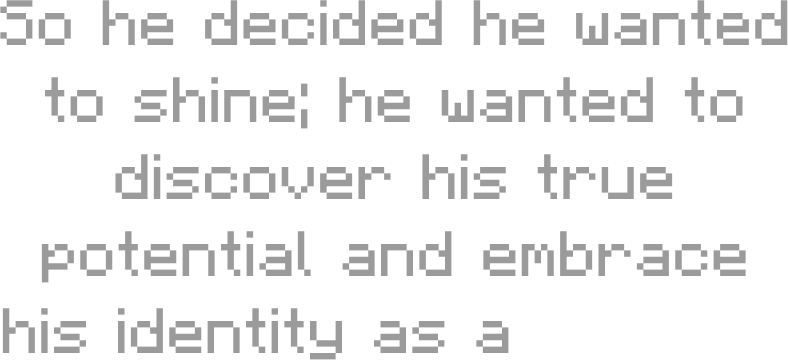 So he decided he wanted
to shine; he wanted to
discover his true
potential and embrace
his identity as a